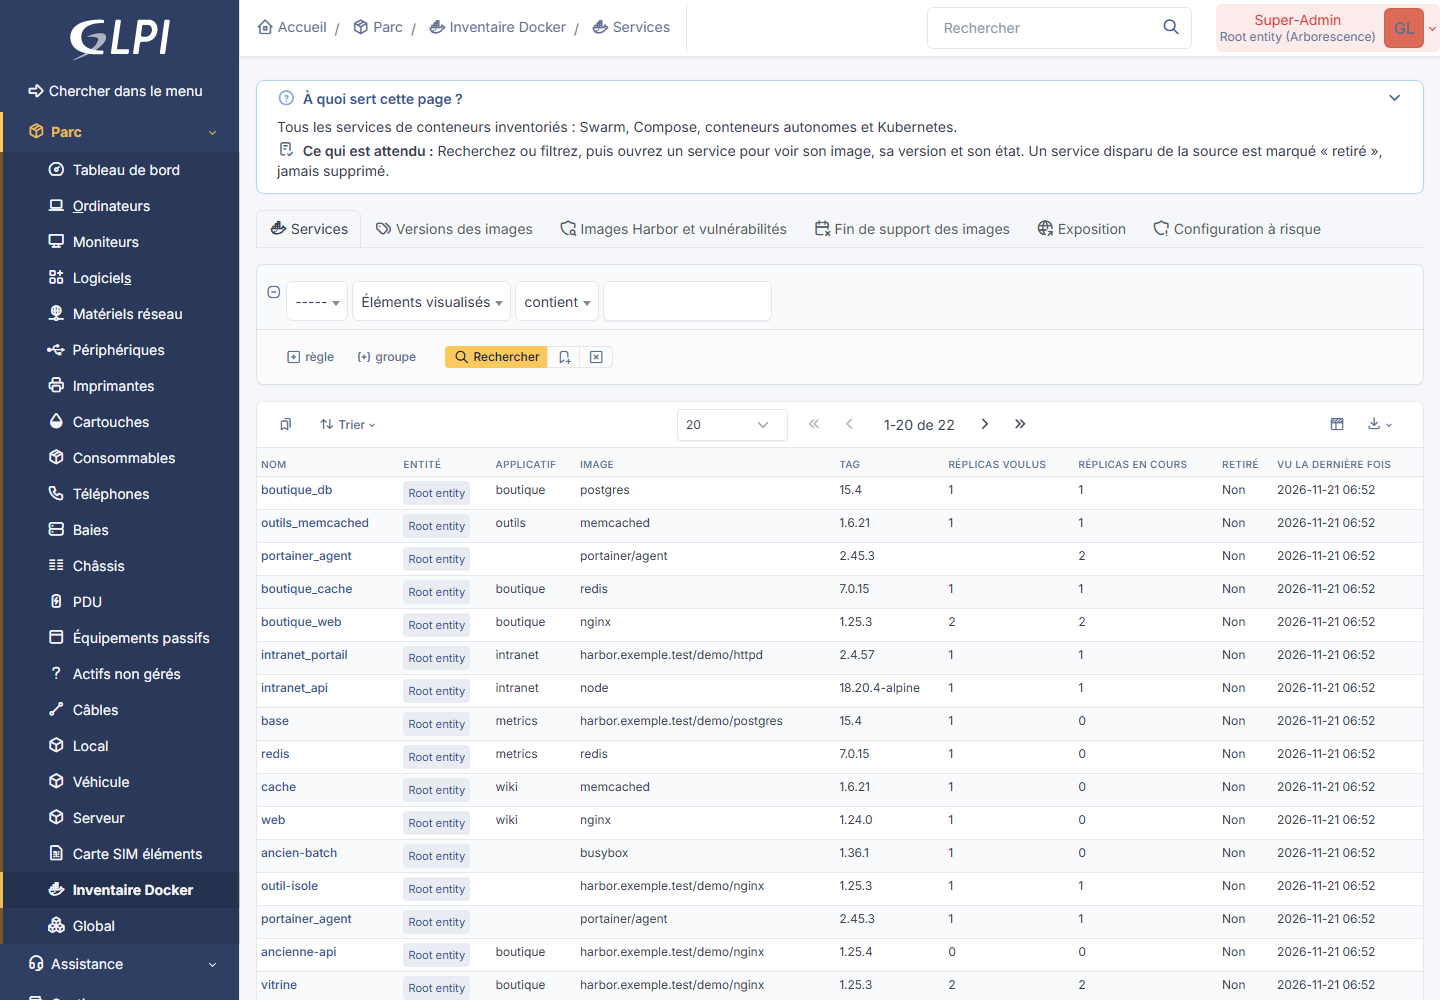 GLPI
Accueil / Parc / Inventaire Docker / Services
Rechercher
Super-Admin
Root entity (Arborescence)
GL
Chercher dans le menu
Parc
Tableau de bord
Ordinateurs
Moniteurs
Logiciels
Matériels réseau
Périphériques
Imprimantes
Cartouches
Consommables
Téléphones
Baies
Châssis
PDU
Équipements passifs
Actifs non gérés
Câbles
Local
Véhicule
Serveur
Carte SIM éléments
Inventaire Docker
Global
Assistance
À quoi sert cette page ?
Tous les services de conteneurs inventoriés : Swarm, Compose, conteneurs autonomes et Kubernetes.
Ce qui est attendu : Recherchez ou filtrez, puis ouvrez un service pour voir son image, sa version et son état. Un service disparu de la source est marqué « retiré »,
jamais supprimé.
Services Versions des images Images Harbor et vulnérabilités Fin de support des images Exposition Configuration à risque
----- Éléments visualisés contient
règle groupe Rechercher
Trier 20 1-20 de 22
NOM ENTITÉ APPLICATIF IMAGE TAG RÉPLICAS VOULUS RÉPLICAS EN COURS RETIRÉ VU LA DERNIÈRE FOIS
boutique_db Root entity boutique postgres 15.4 1 1 Non 2026-11-21 06:52
outils_memcached Root entity outils memcached 1.6.21 1 1 Non 2026-11-21 06:52
portainer_agent Root entity portainer/agent 2.45.3 2 Non 2026-11-21 06:52
boutique_cache Root entity boutique redis 7.0.15 1 1 Non 2026-11-21 06:52
boutique_web Root entity boutique nginx 1.25.3 2 2 Non 2026-11-21 06:52
intranet_portail Root entity intranet harbor.exemple.test/demo/httpd 2.4.57 1 1 Non 2026-11-21 06:52
intranet_api Root entity intranet node 18.20.4-alpine 1 1 Non 2026-11-21 06:52
base Root entity metrics harbor.exemple.test/demo/postgres 15.4 1 0 Non 2026-11-21 06:52
redis Root entity metrics redis 7.0.15 1 0 Non 2026-11-21 06:52
cache Root entity wiki memcached 1.6.21 1 0 Non 2026-11-21 06:52
web Root entity wiki nginx 1.24.0 1 0 Non 2026-11-21 06:52
ancien-batch Root entity busybox 1.36.1 1 0 Non 2026-11-21 06:52
outil-isole Root entity harbor.exemple.test/demo/nginx 1.25.3 1 1 Non 2026-11-21 06:52
portainer_agent Root entity portainer/agent 2.45.3 1 1 Non 2026-11-21 06:52
ancienne-api Root entity boutique harbor.exemple.test/demo/nginx 1.25.4 0 0 Non 2026-11-21 06:52
vitrine Root entity boutique harbor.exemple.test/demo/nginx 1.25.3 2 2 Non 2026-11-21 06:52